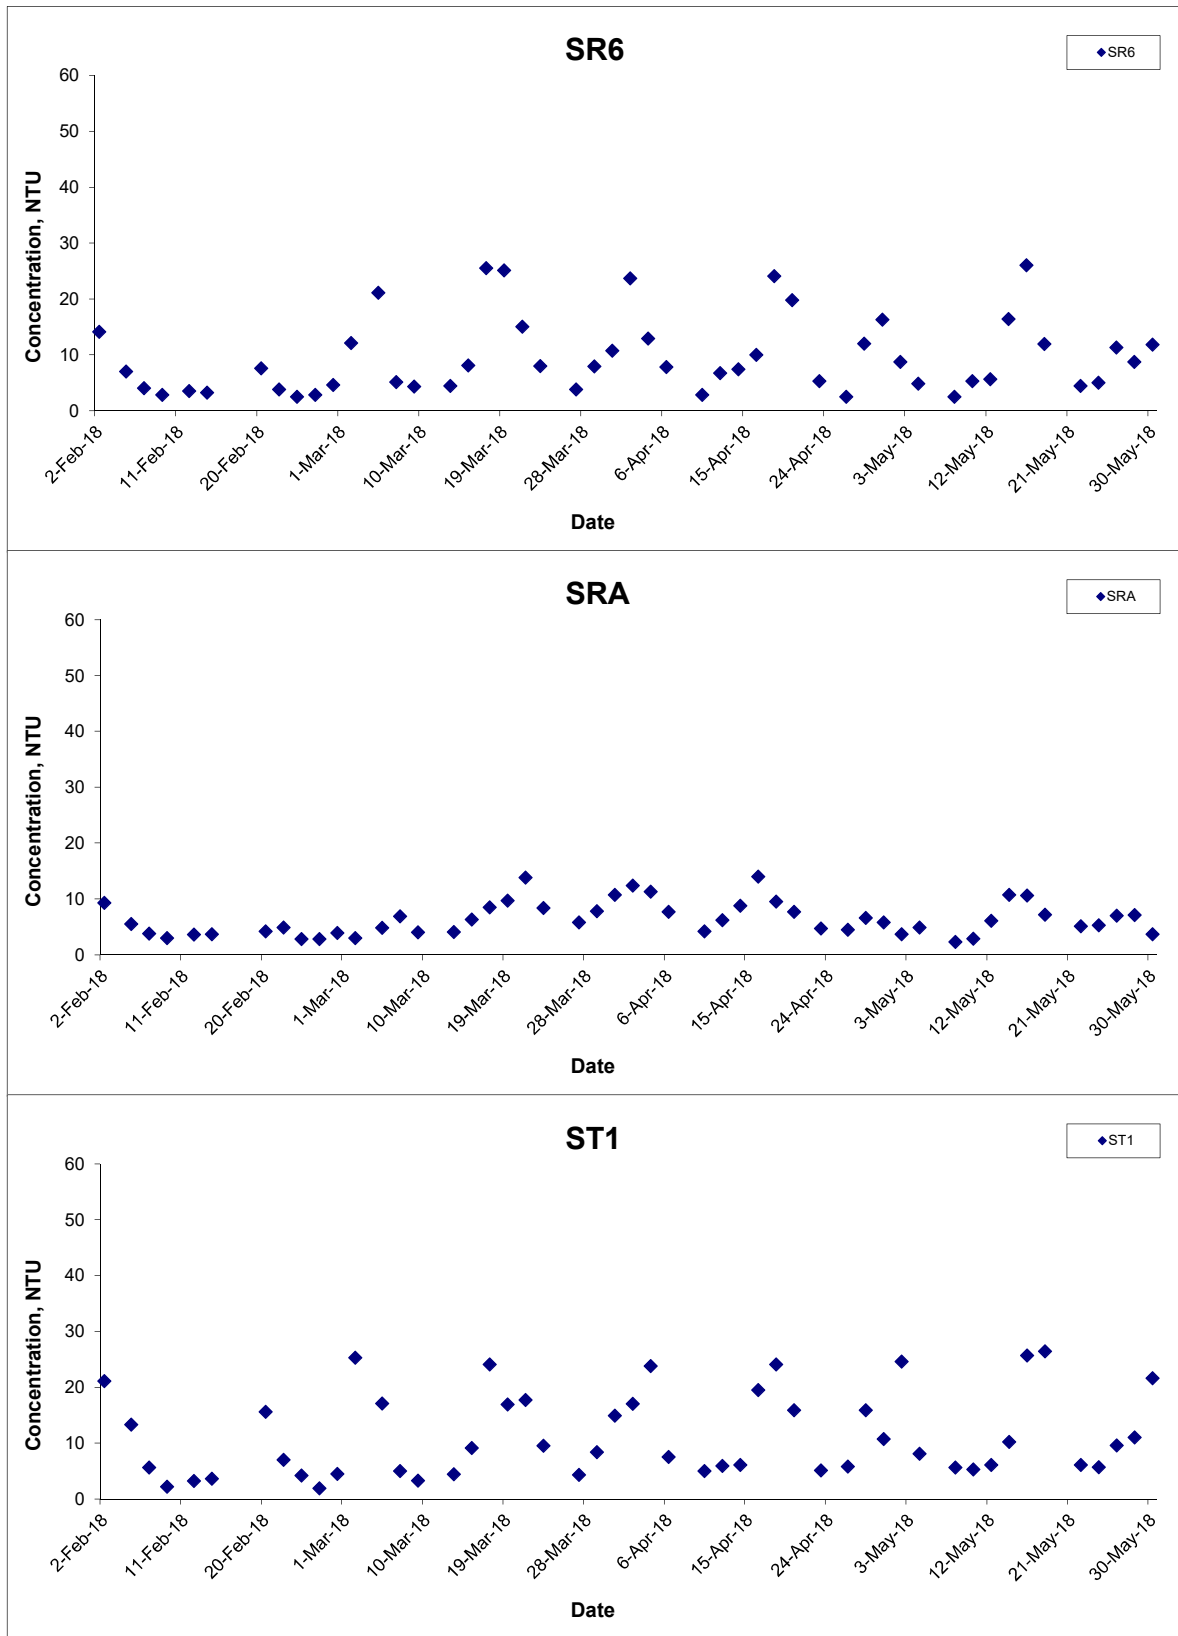 SR6
SR6
60
50
40
30
20
10
0
Concentration, NTU
2-Feb-18
11-Feb-18
20-Feb-18
1-Mar-18
10-Mar-18
19-Mar-18
28-Mar-18
6-Apr-18
15-Apr-18
24-Apr-18
3-May-18
12-May-18
21-May-18
30-May-18
Date
SRA
SRA
60
50
40
30
20
10
0
Concentration, NTU
2-Feb-18
11-Feb-18
20-Feb-18
1-Mar-18
10-Mar-18
19-Mar-18
28-Mar-18
6-Apr-18
15-Apr-18
24-Apr-18
3-May-18
12-May-18
21-May-18
30-May-18
Date
ST1
ST1
60
50
40
30
20
10
0
Concentration, NTU
2-Feb-18
11-Feb-18
20-Feb-18
1-Mar-18
10-Mar-18
19-Mar-18
28-Mar-18
6-Apr-18
15-Apr-18
24-Apr-18
3-May-18
12-May-18
21-May-18
30-May-18
Date